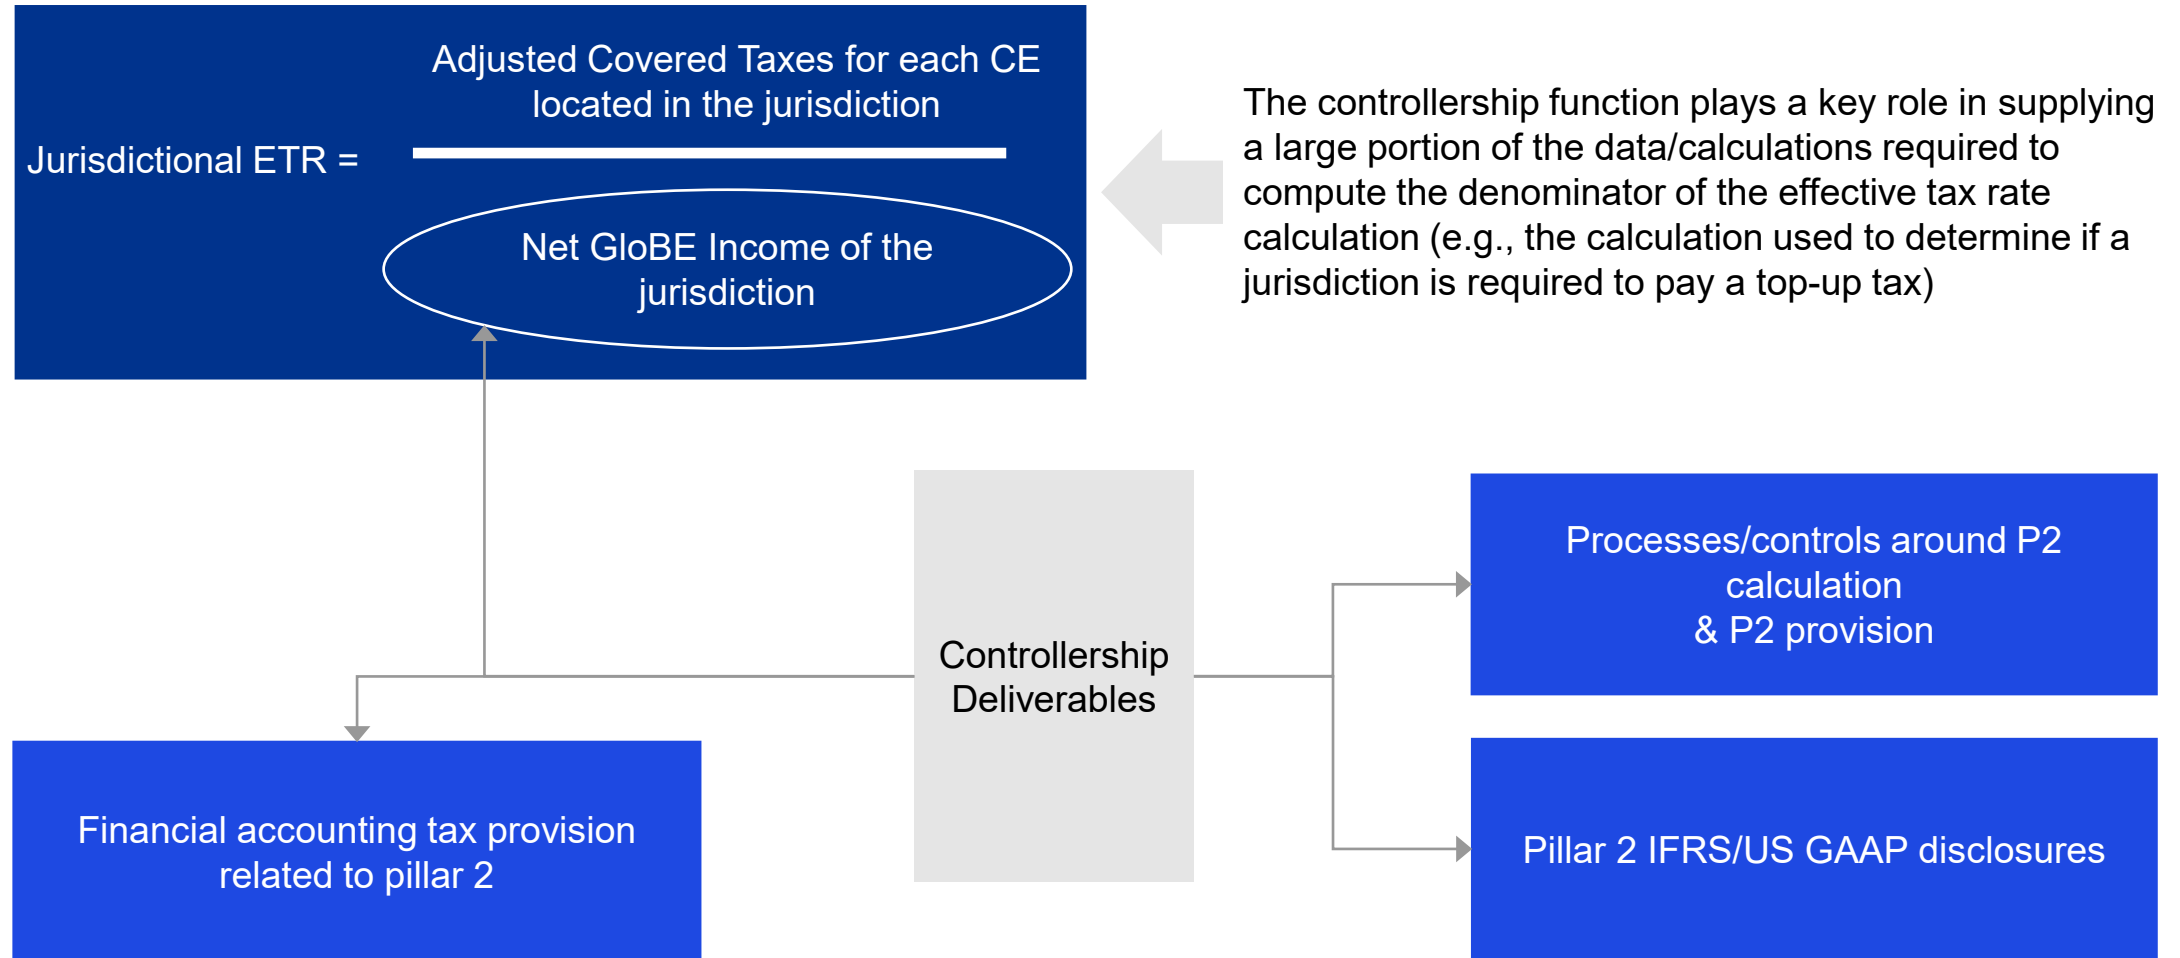 Adjusted Covered Taxes for each CE
located in the jurisdiction
Jurisdictional ETR =
Net GloBE Income of the
jurisdiction
The controllership function plays a key role in supplying
a large portion of the data/calculations required to
compute the denominator of the effective tax rate
calculation (e.g., the calculation used to determine if a
jurisdiction is required to pay a top-up tax)
Controllership
Deliverables
Processes/controls around P2
calculation
& P2 provision
Financial accounting tax provision
related to pillar 2
Pillar 2 IFRS/US GAAP disclosures